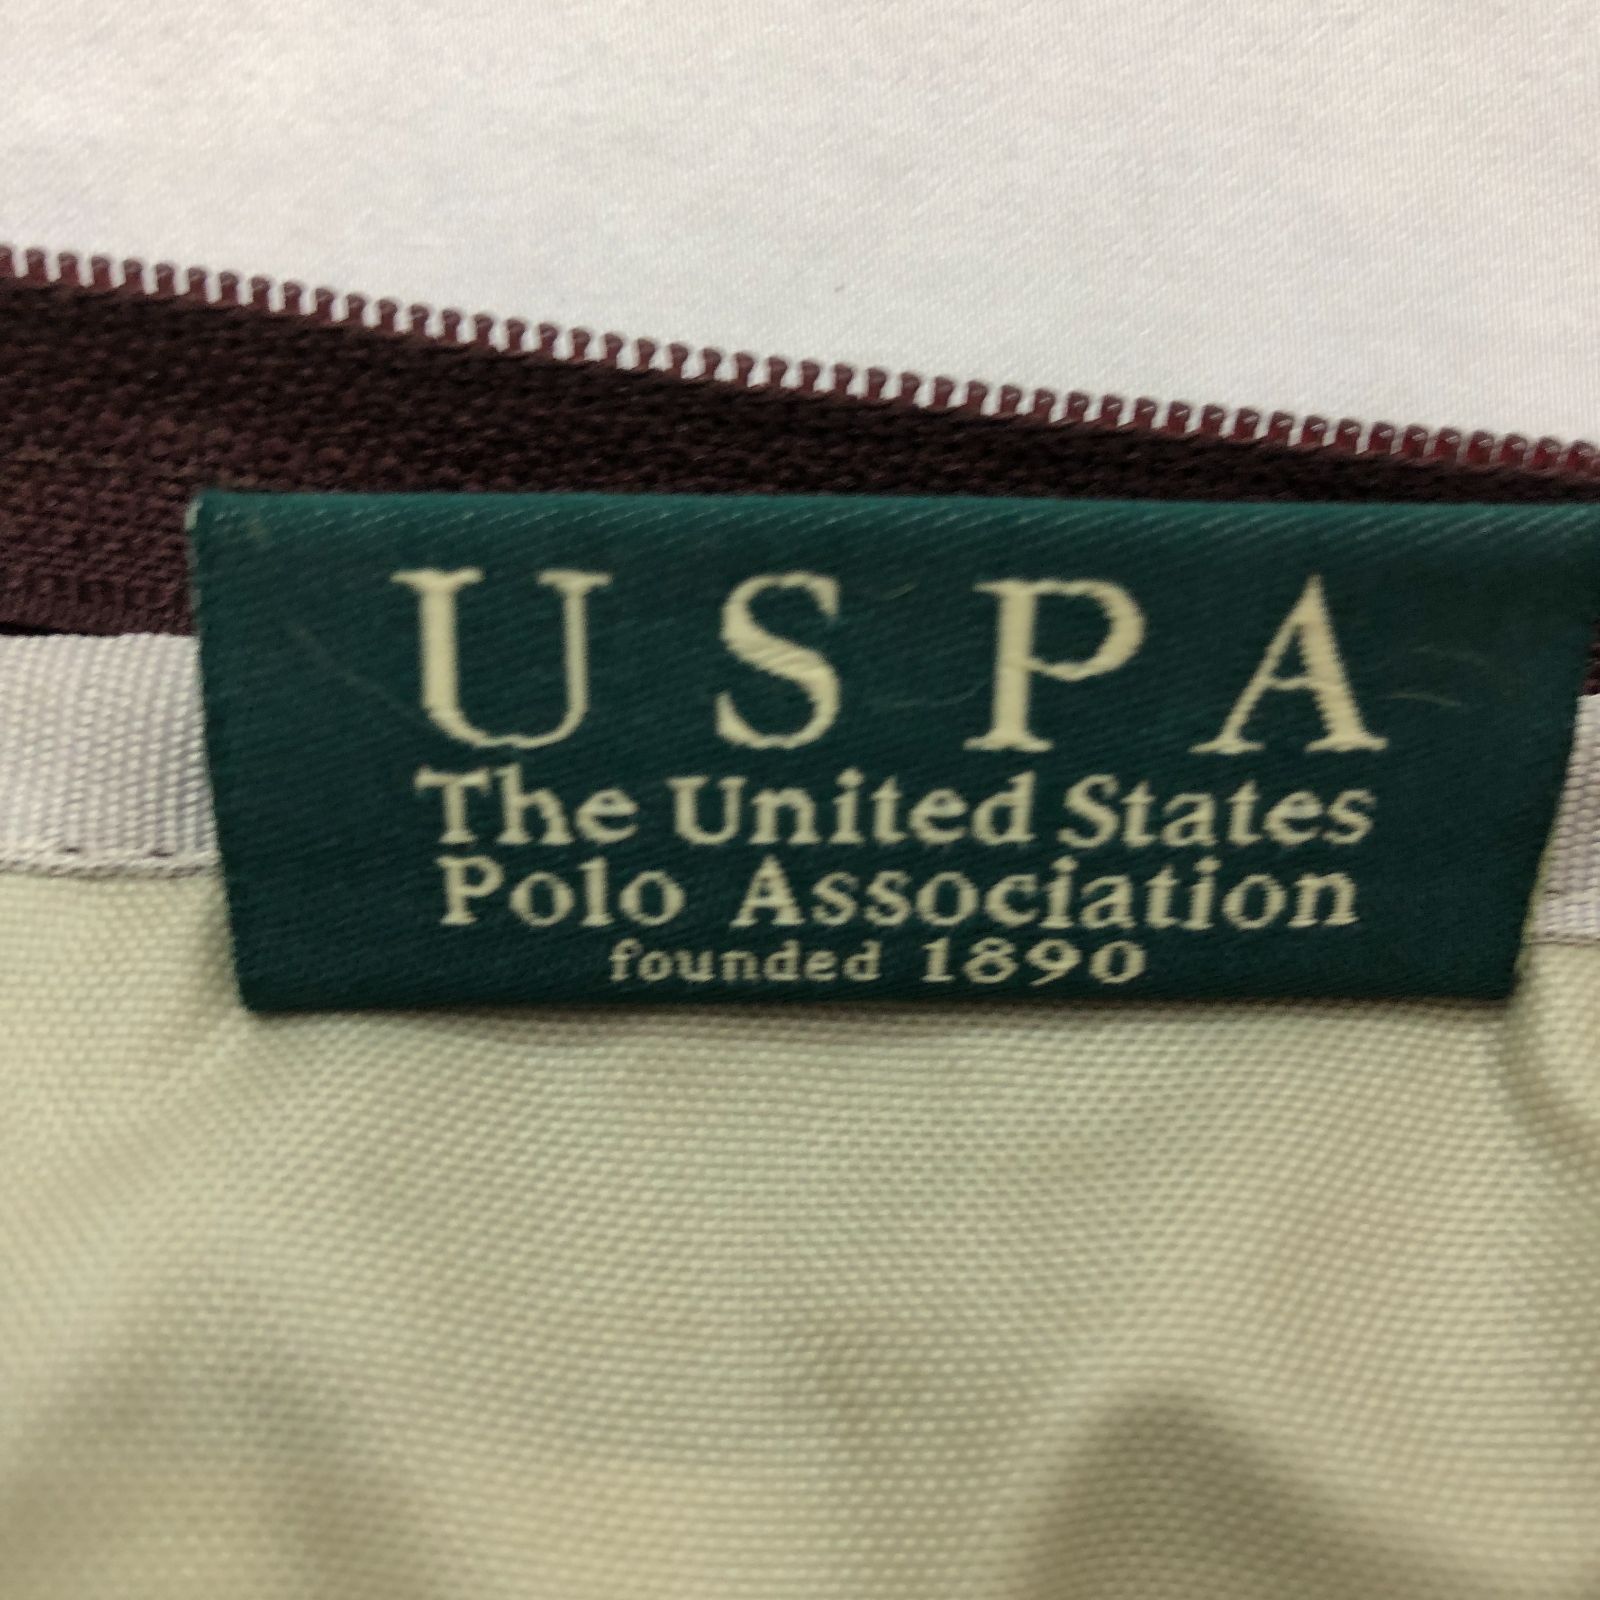 USPA
The United States
Polo Association
founded 1890